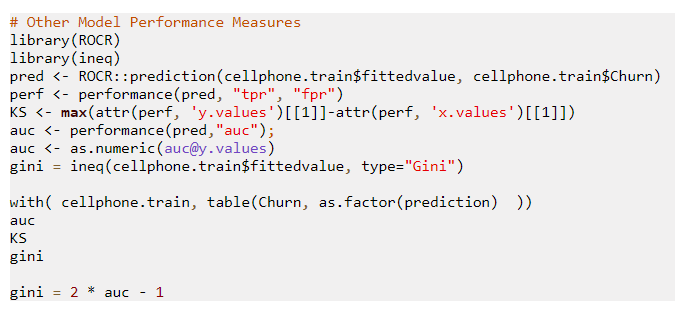 # Other Model Performance Measures
library(ROCR)
library(ineq)
pred <- ROCR::prediction(cellphone.train$fittedvalue, cellphone.train$Churn)
perf <- performance(pred, "tpr", "fpr")
KS <- max(attr(perf, 'y.values')[[1]]-attr(perf, 'x.values')[[1]])
auc <- performance(pred,"auc");
auc <- as.numeric(auc@y.values)
gini = ineq(cellphone.train$fittedvalue, type="Gini")
with( cellphone.train, table(Churn, as.factor(prediction)  ))
auc
KS
gini
gini = 2 * auc - 1